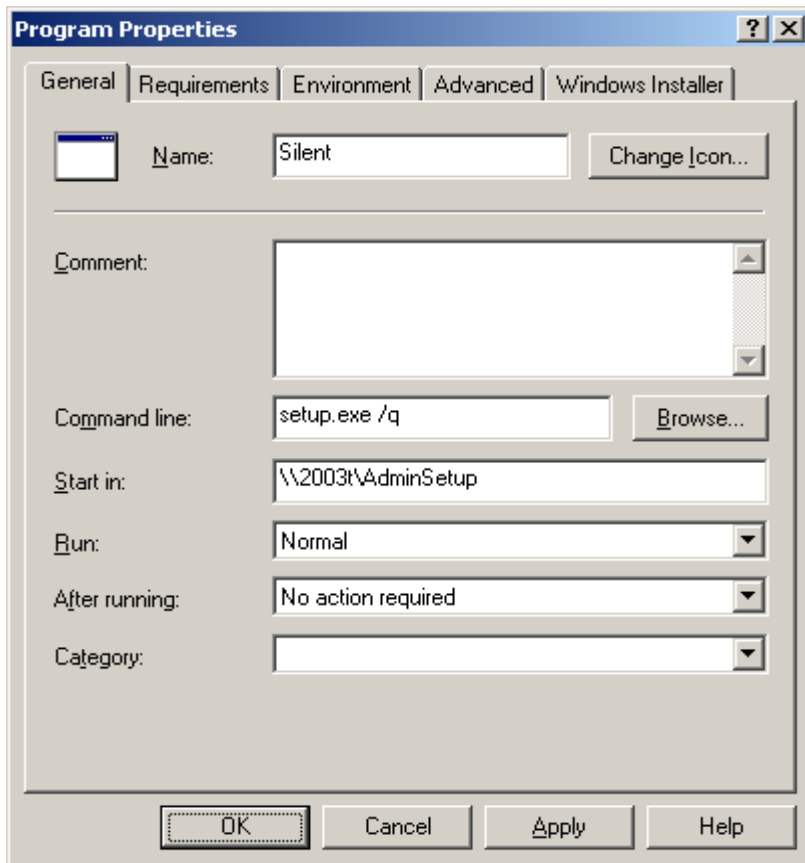 Program Properties
General Requirements Environment Advanced Windows Installer
Name: Silent Change Icon...
Comment:
Command line: setup.exe /q Browse...
Start in: \\2003t\AdminSetup
Run: Normal
After running: No action required
Category:
OK Cancel Apply Help